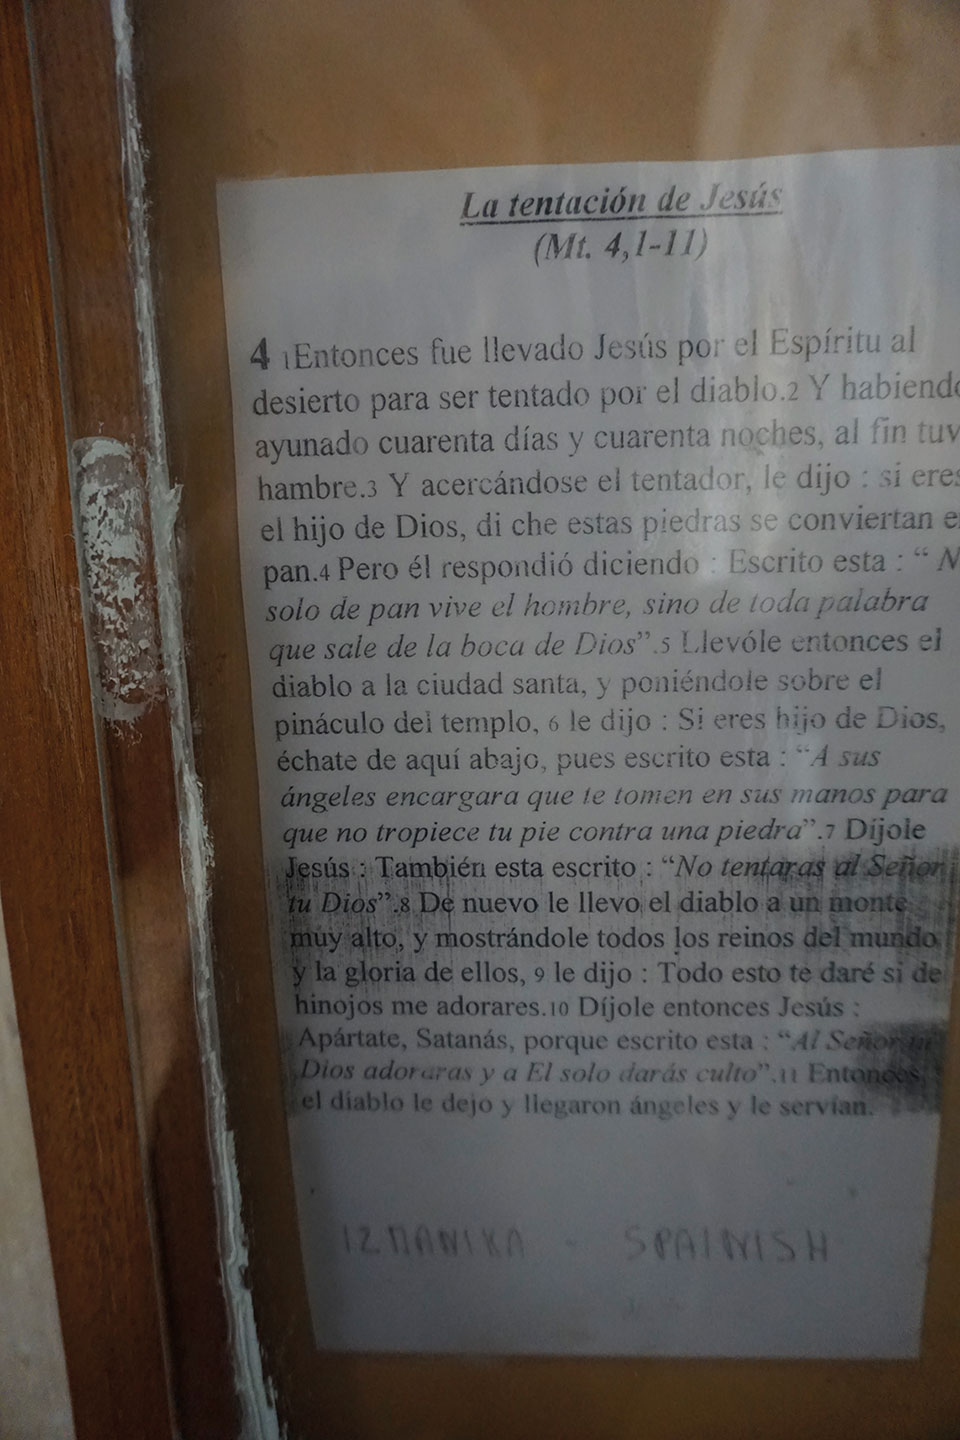 La tentación de Jesús
(Mt. 4,1-11)
4 1Entonces fue llevado Jesús por el Espíritu al
desierto para ser tentado por el diablo.2 Y habiendo
ayunado cuarenta días y cuarenta noches, al fin tuv
hambre.3 Y acercándose el tentador, le dijo : si eres
el hijo de Dios, di che estas piedras se conviertan e
pan.4 Pero él respondió diciendo : Escrito esta : “ N
solo de pan vive el hombre, sino de toda palabra
que sale de la boca de Dios”.5 Llevóle entonces el
diablo a la ciudad santa, y poniéndole sobre el
pináculo del templo, 6 le dijo : Si eres hijo de Dios,
échate de aquí abajo, pues escrito esta : “A sus
ángeles encargara que te tomen en sus manos para
que no tropiece tu pie contra una piedra”.7 Díjole
Jesús : También esta escrito : “No tentaras al Señor
tu Dios”.8 De nuevo le llevo el diablo a un monte
muy alto, y mostrándole todos los reinos del mundo
y la gloria de ellos, 9 le dijo : Todo esto te daré si de
hinojos me adorares.10 Díjole entonces Jesús :
Apártate, Satanás, porque escrito esta : “Al Señor tu
Dios adoraras y a El solo darás culto”.11 Entonces
el diablo le dejo y llegaron ángeles y le servían.
ΙΖΠΑΝΙΚΑ - SPAINISH